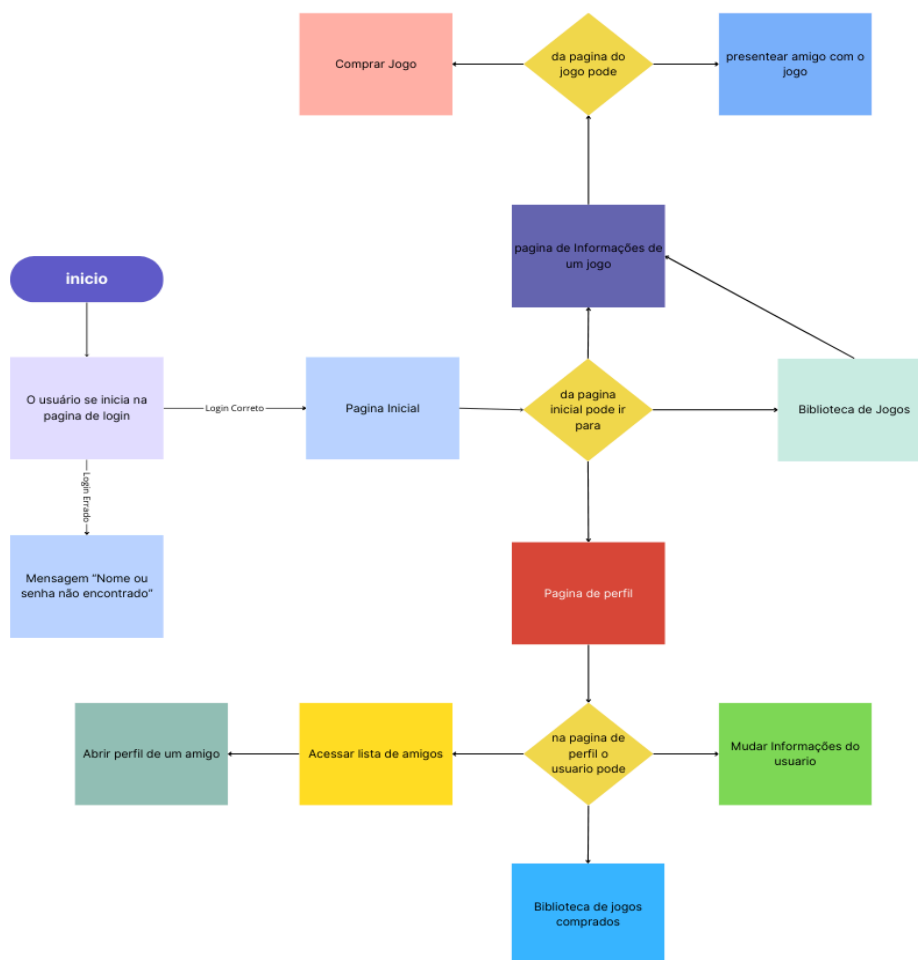 Comprar Jogo
da pagina do
jogo pode
presentear amigo com o
jogo
pagina de Informações de
um jogo
inicio
O usuário se inicia na
pagina de login
Login Correto
Pagina Inicial
da pagina
inicial pode ir
para
Biblioteca de Jogos
Login Errado
Mensagem “Nome ou
senha não encontrado”
Pagina de perfil
Abrir perfil de um amigo
Acessar lista de amigos
na pagina de
perfil o
usuario pode
Mudar Informações do
usuario
Biblioteca de jogos
comprados